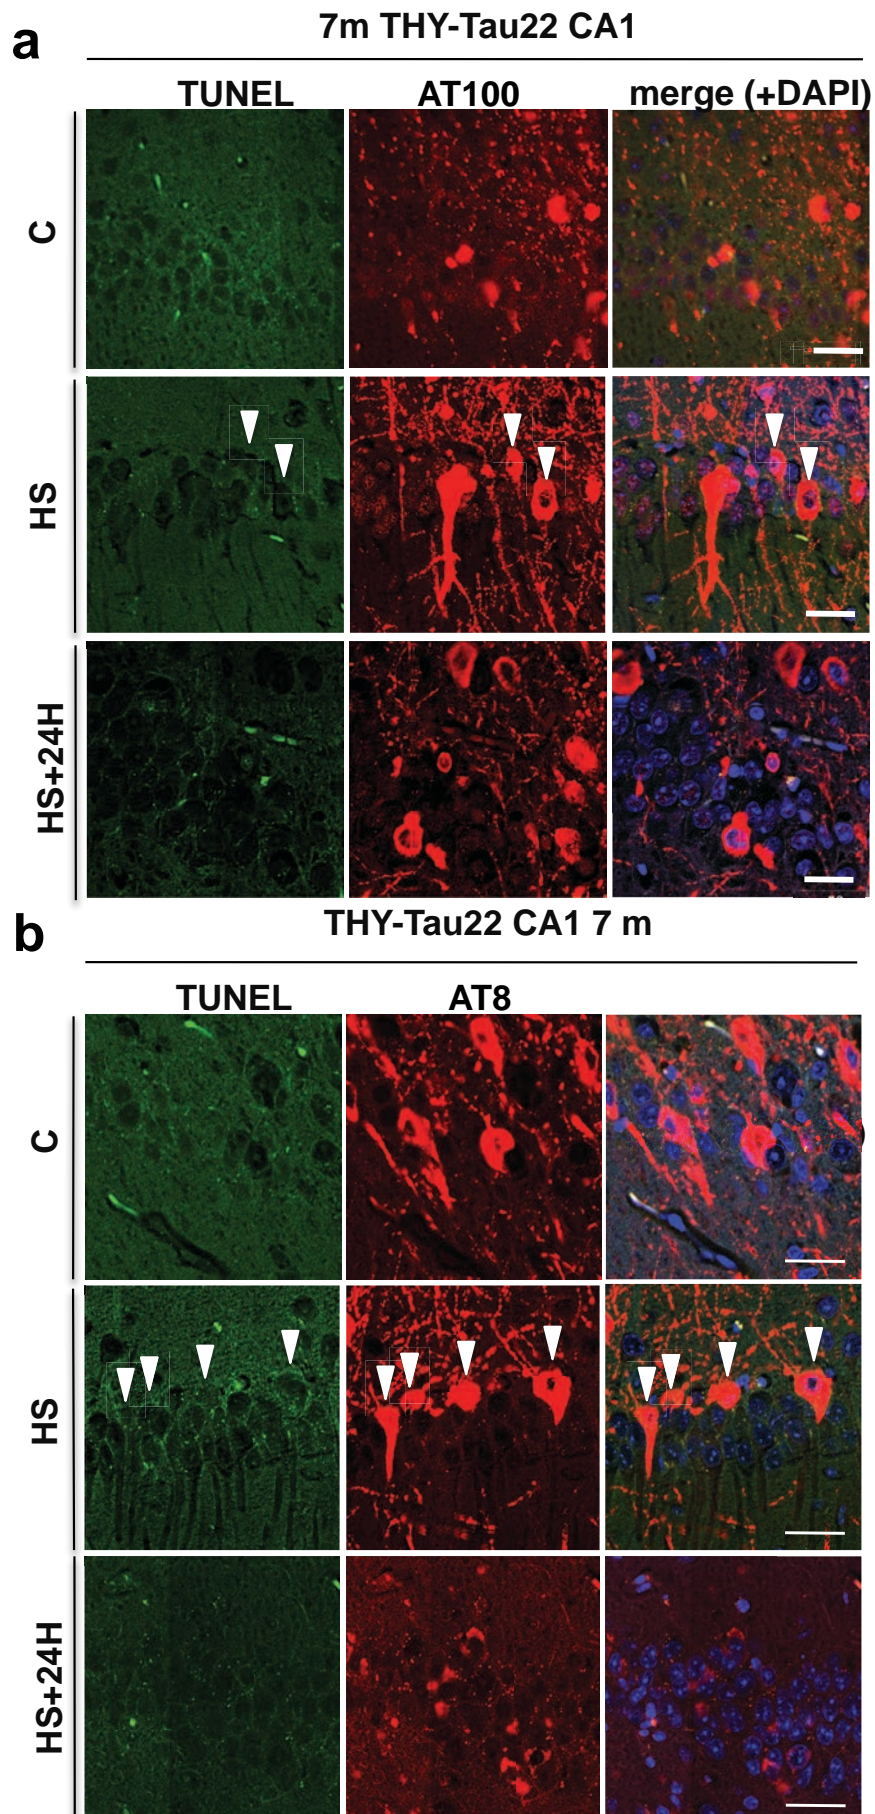 a
7m THY-Tau22 CA1
TUNEL AT100 merge (+DAPI)
C
HS
HS+24H
b
THY-Tau22 CA1 7 m
TUNEL AT8
C
HS
HS+24H